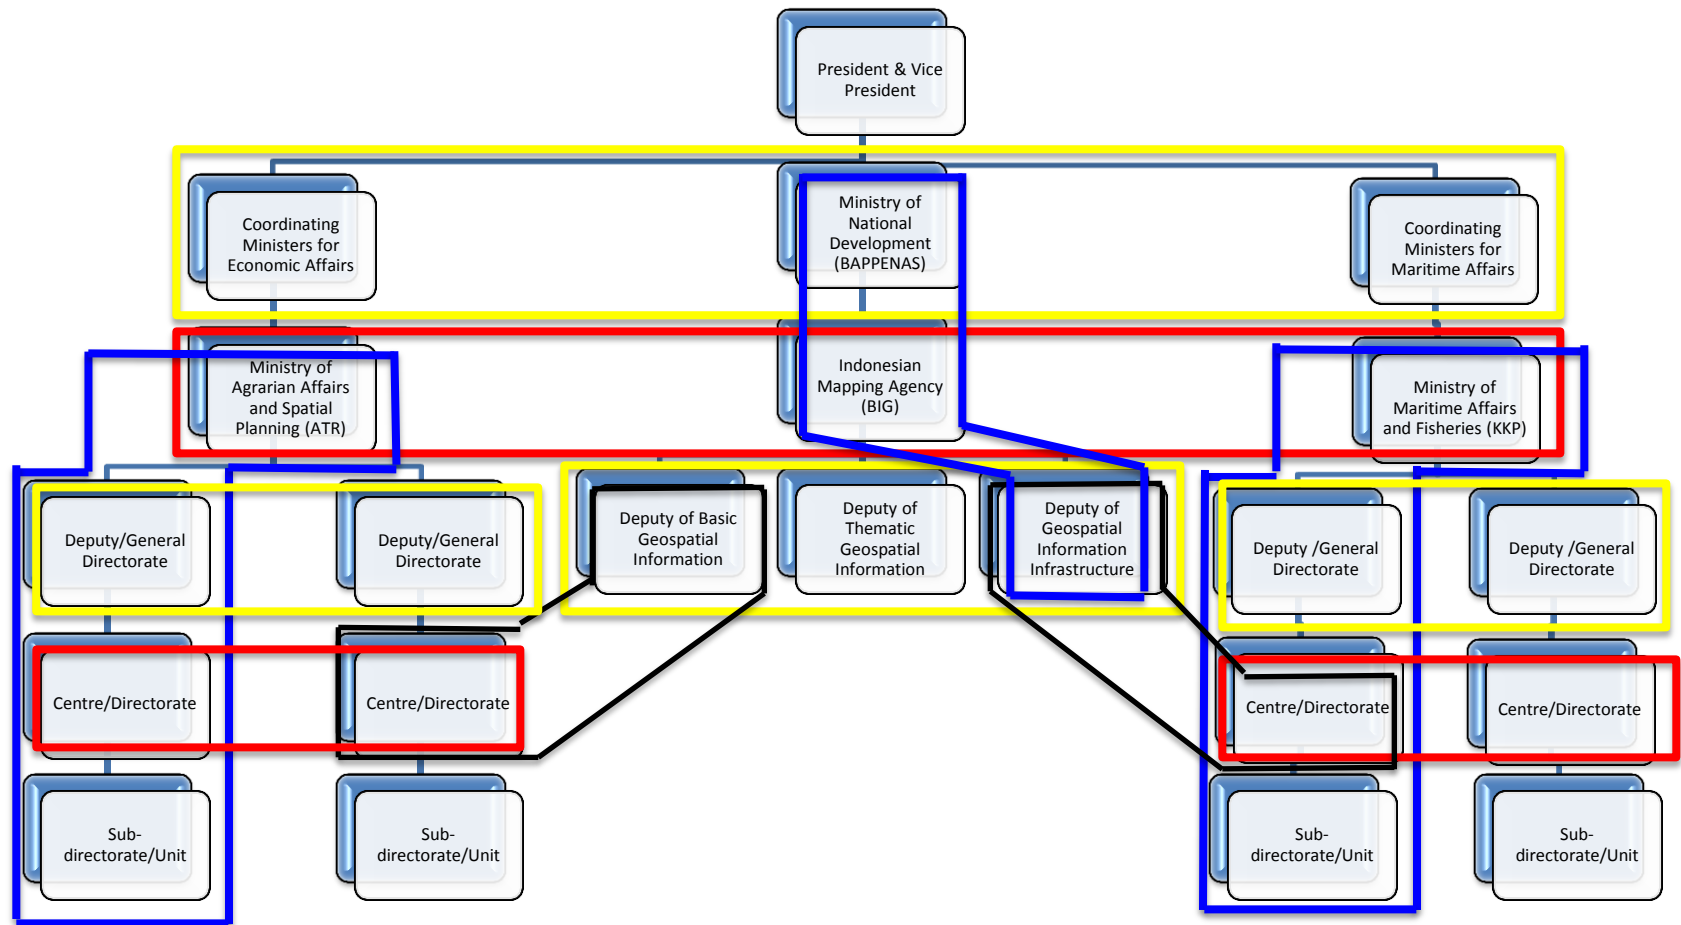 President & Vice
President
Coordinating
Ministers for
Economic Affairs
Ministry of
National
Development
(BAPPENAS)
Coordinating
Ministers for
Maritime Affairs
Ministry of
Agrarian Affairs
and Spatial
Planning (ATR)
Indonesian
Mapping Agency
(BIG)
Ministry of
Maritime Affairs
and Fisheries (KKP)
Deputy/General
Directorate
Deputy/General
Directorate
Deputy of Basic
Geospatial
Information
Deputy of
Thematic
Geospatial
Information
Deputy of
Geospatial
Information
Infrastructure
Deputy /General
Directorate
Deputy /General
Directorate
Centre/Directorate
Centre/Directorate
Centre/Directorate
Centre/Directorate
Sub-
directorate/Unit
Sub-
directorate/Unit
Sub-
directorate/Unit
Sub-
directorate/Unit